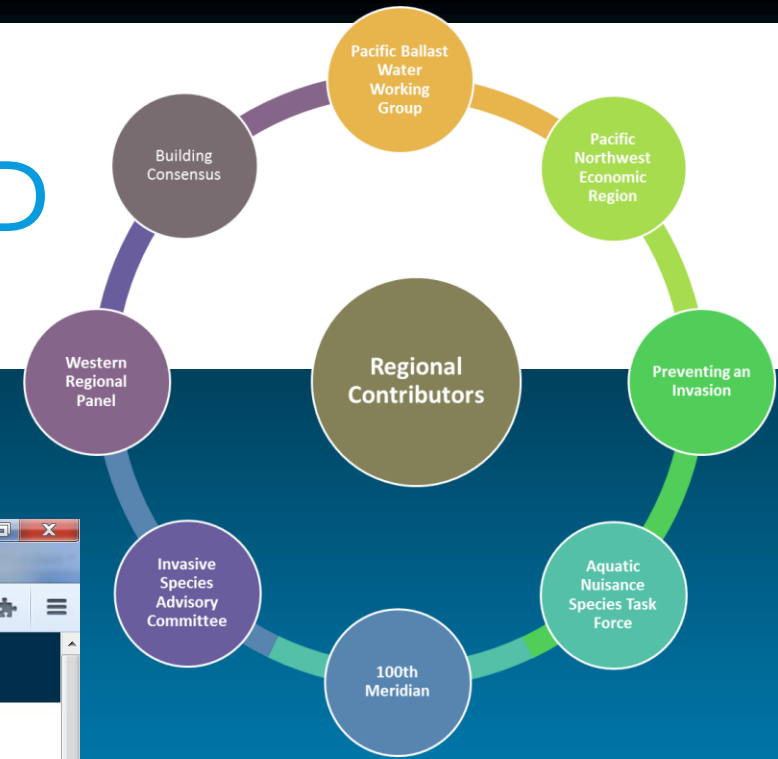 D
Pacific Ballast
Water
Working
Group
Pacific
Northwest
Economic
Region
Preventing an
Invasion
Aquatic
Nuisance
Species Task
Force
100th
Meridian
Invasive
Species
Advisory
Committee
Western
Regional
Panel
Building
Consensus
Regional
Contributors